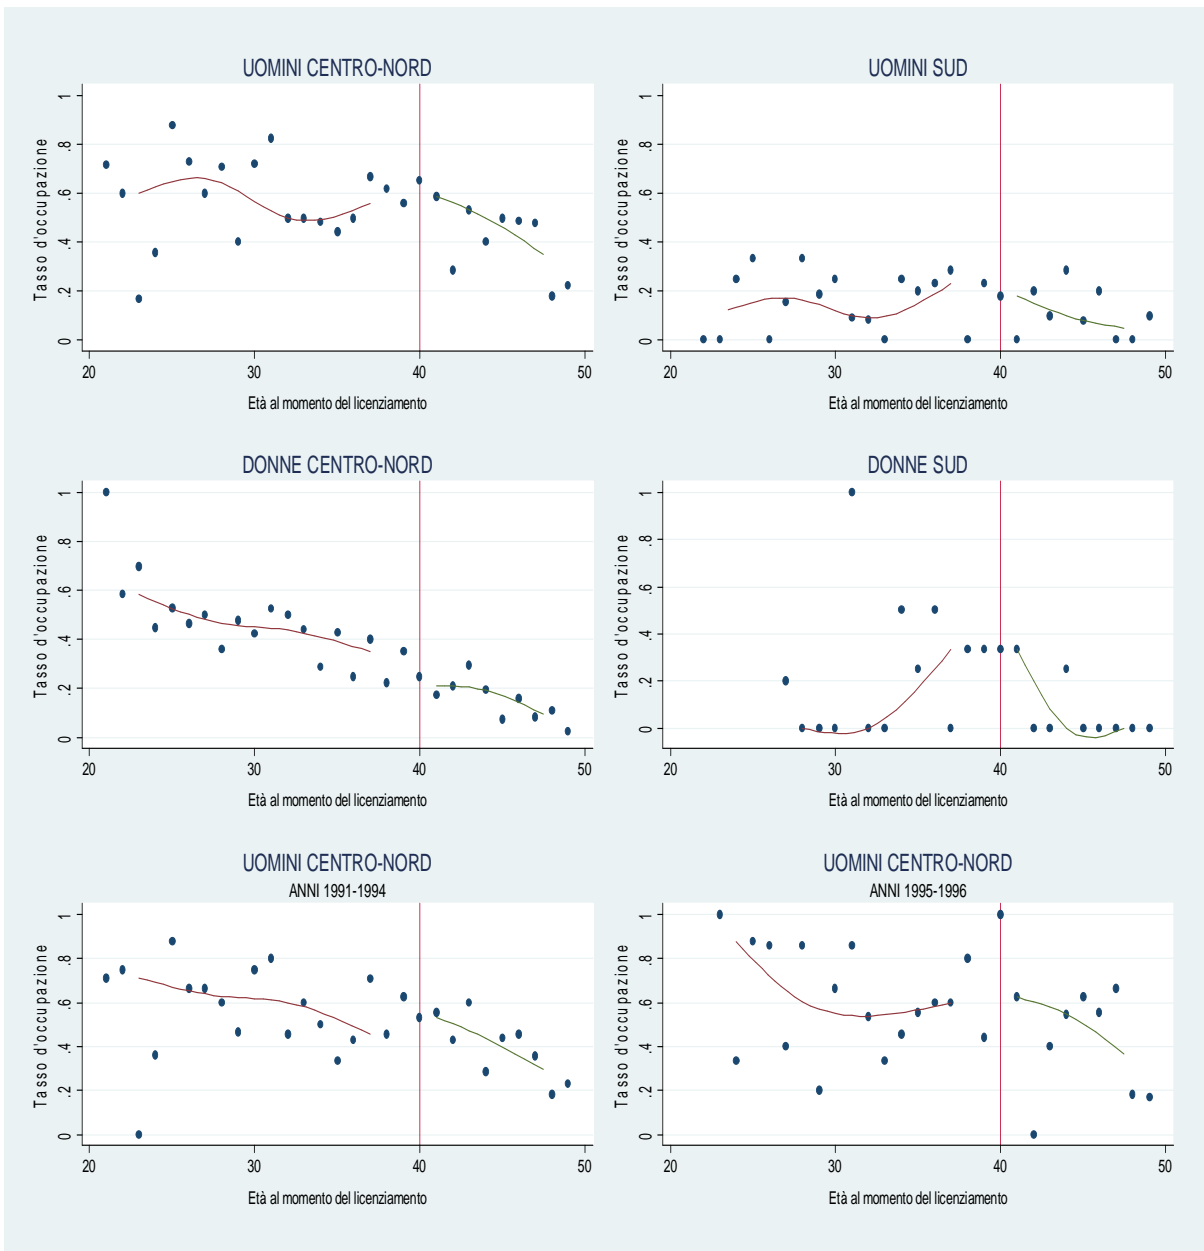 UOMINI CENTRO-NORD
Tasso d'occupazione
1
.8
.6
.4
.2
0
20 30 40 50
Età al momento del licenziamento
UOMINI SUD
Tasso d'occupazione
1
.8
.6
.4
.2
0
20 30 40 50
Età al momento del licenziamento
DONNE CENTRO-NORD
Tasso d'occupazione
1
.8
.6
.4
.2
0
20 30 40 50
Età al momento del licenziamento
DONNE SUD
Tasso d'occupazione
1
.8
.6
.4
.2
0
20 30 40 50
Età al momento del licenziamento
UOMINI CENTRO-NORD
ANNI 1991-1994
Tasso d'occupazione
1
.8
.6
.4
.2
0
20 30 40 50
Età al momento del licenziamento
UOMINI CENTRO-NORD
ANNI 1995-1996
Tasso d'occupazione
1
.8
.6
.4
.2
0
20 30 40 50
Età al momento del licenziamento